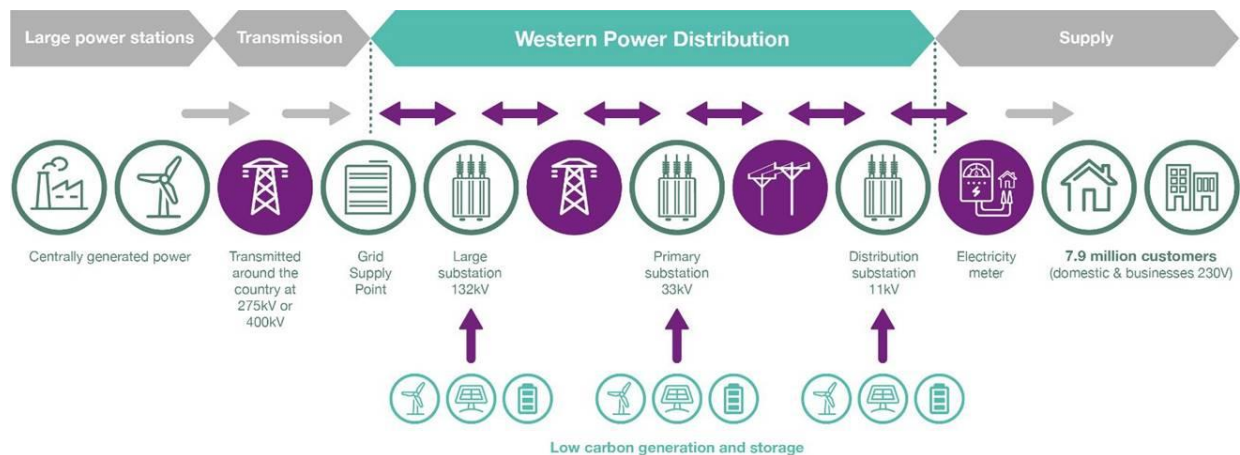 Large power stations
Transmission
Western Power Distribution
Supply
Centrally generated power
Transmitted
around the
country at
275kV or
400kV
Grid
Supply
Point
Large
substation
132kV
Primary
substation
33kV
Distribution
substation
11kV
Electricity
meter
7.9 million customers
(domestic & businesses 230V)
Low carbon generation and storage